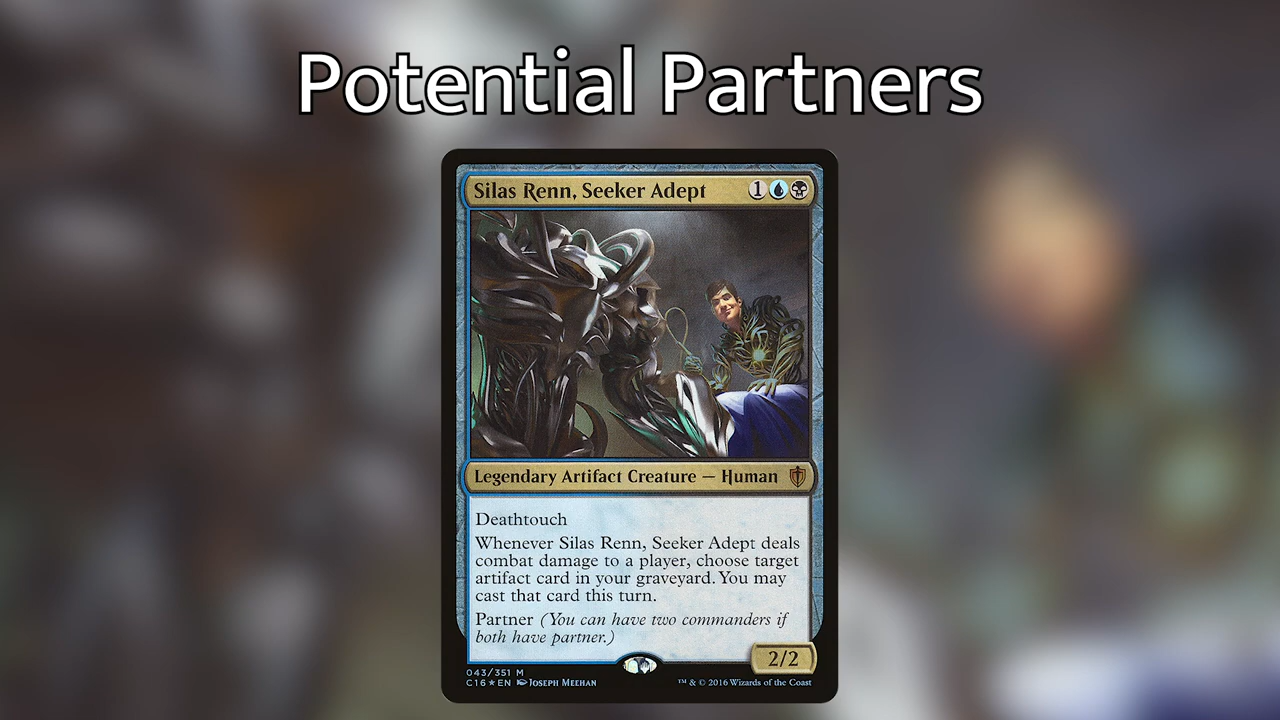 Potential Partners
Silas Renn, Seeker Adept 1
Legendary Artifact Creature — Human
Deathtouch
Whenever Silas Renn, Seeker Adept deals
combat damage to a player, choose target
artifact card in your graveyard. You may
cast that card this turn.
Partner (You can have two commanders if
both have partner.)
2/2
043/351 M
C16★EN Joseph Meehan
™ & © 2016 Wizards of the Coast